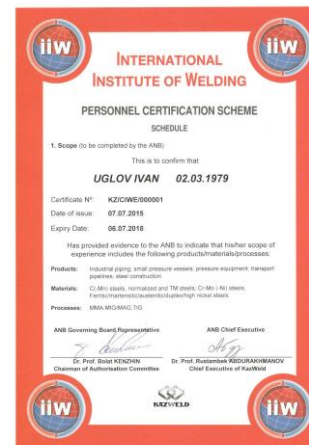 iiw
iiw
INTERNATIONAL
INSTITUTE OF WELDING
PERSONNEL CERTIFICATION SCHEME
SCHEDULE
1. Scope (to be completed by the ANB)
This is to confirm that
UGLOV IVAN 02.03.1979
Certificate Nº: KZ/CIWE/000001
Date of issue: 07.07.2015
Expiry Date: 06.07.2018
Has provided evidence to the ANB to indicate that his/her scope of
experience includes the following products/materials/processes:
Products: Industrial piping, small pressure vessels, pressure equipment, transport
pipelines, steel construction
Materials: C(-Mn) steels, normalized and TM steels; Cr-Mo (-Ni) steels;
Ferritic/martensitic/austenitic/duplex/high nickel steels
Processes: MMA,MIG/MAG,TIG
ANB Governing Board Representative ANB Chief Executive
Dr. Prof. Bolat KENZHIN Dr. Prof. Rustambek ABDURAKHMANOV
Chairman of Authorisation Committee Chief Executive of KazWeld
KAZWELD
iiw
iiw